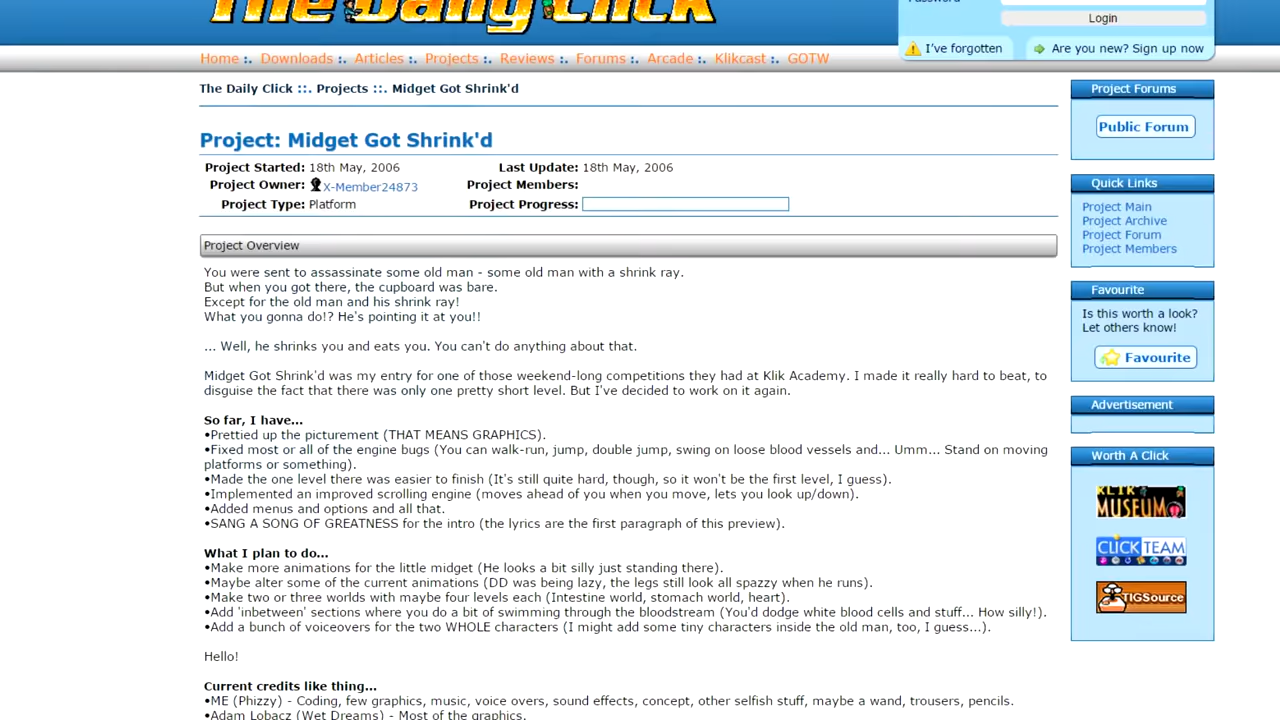 The Daily Click
Password
Login
I've forgotten
Are you new? Sign up now
Home :. Downloads :. Articles :. Projects :. Reviews :. Forums :. Arcade :. Klikcast :. GOTW
The Daily Click ::. Projects ::. Midget Got Shrink'd
Project: Midget Got Shrink'd
Project Started: 18th May, 2006
Last Update: 18th May, 2006
Project Owner: X-Member24873
Project Members:
Project Type: Platform
Project Progress:
Project Overview
You were sent to assassinate some old man - some old man with a shrink ray.
But when you got there, the cupboard was bare.
Except for the old man and his shrink ray!
What you gonna do!? He's pointing it at you!!
... Well, he shrinks you and eats you. You can't do anything about that.
Midget Got Shrink'd was my entry for one of those weekend-long competitions they had at Klik Academy. I made it really hard to beat, to
disguise the fact that there was only one pretty short level. But I've decided to work on it again.
So far, I have...
•Prettied up the picturement (THAT MEANS GRAPHICS).
•Fixed most or all of the engine bugs (You can walk-run, jump, double jump, swing on loose blood vessels and... Umm... Stand on moving
platforms or something).
•Made the one level there was easier to finish (It's still quite hard, though, so it won't be the first level, I guess).
•Implemented an improved scrolling engine (moves ahead of you when you move, lets you look up/down).
•Added menus and options and all that.
•SANG A SONG OF GREATNESS for the intro (the lyrics are the first paragraph of this preview).
What I plan to do...
•Make more animations for the little midget (He looks a bit silly just standing there).
•Maybe alter some of the current animations (DD was being lazy, the legs still look all spazzy when he runs).
•Make two or three worlds with maybe four levels each (Intestine world, stomach world, heart).
•Add 'inbetween' sections where you do a bit of swimming through the bloodstream (You'd dodge white blood cells and stuff... How silly!).
•Add a bunch of voiceovers for the two WHOLE characters (I might add some tiny characters inside the old man, too, I guess...).
Hello!
Current credits like thing...
•ME (Phizzy) - Coding, few graphics, music, voice overs, sound effects, concept, other selfish stuff, maybe a wand, trousers, pencils.
•Adam Lobacz (Wet Dreams) - Most of the graphics.
Project Forums
Public Forum
Quick Links
Project Main
Project Archive
Project Forum
Project Members
Favourite
Is this worth a look?
Let others know!
Favourite
Advertisement
Worth A Click
KLIK
MUSEUM
CLICK TEAM
TIGSource